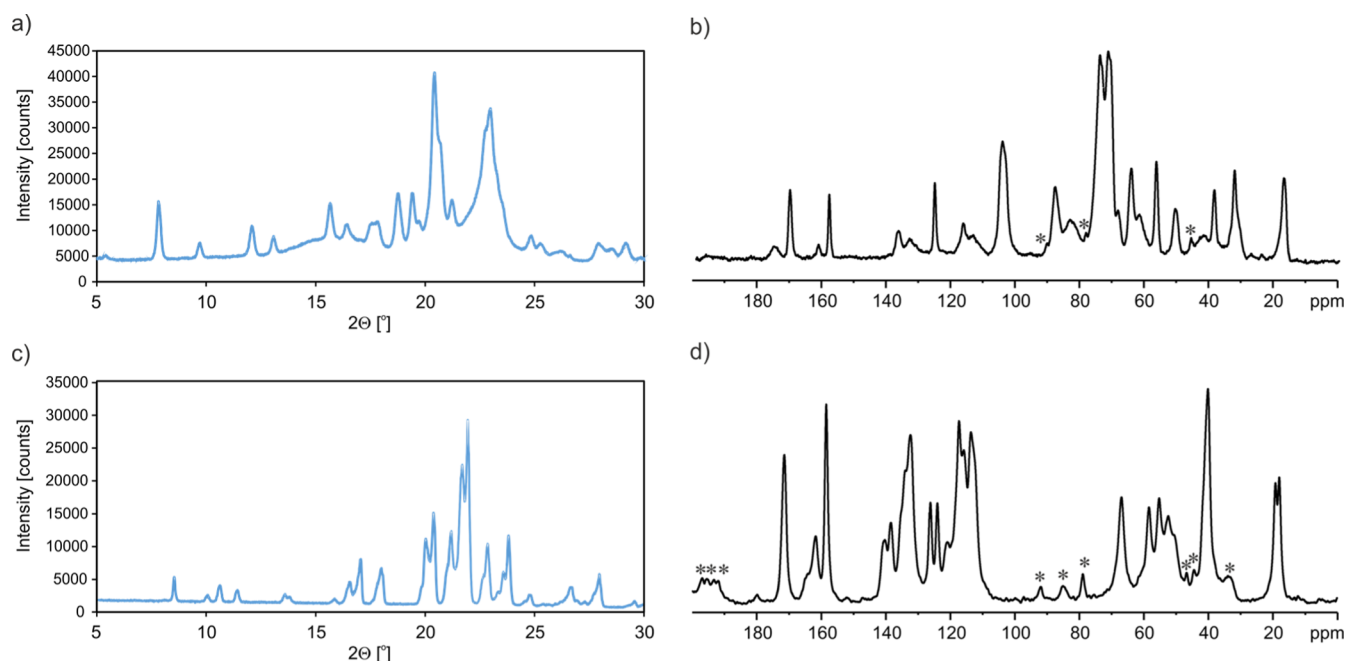 a)
Intensity [counts]
45000
40000
35000
30000
25000
20000
15000
10000
5000
0
5 10 15 20 25 30
2Θ [°]
b)
* * *
180 160 140 120 100 80 60 40 20 ppm
c)
Intensity [counts]
35000
30000
25000
20000
15000
10000
5000
0
5 10 15 20 25 30
2Θ [°]
d)
*** * * * * * *
180 160 140 120 100 80 60 40 20 ppm